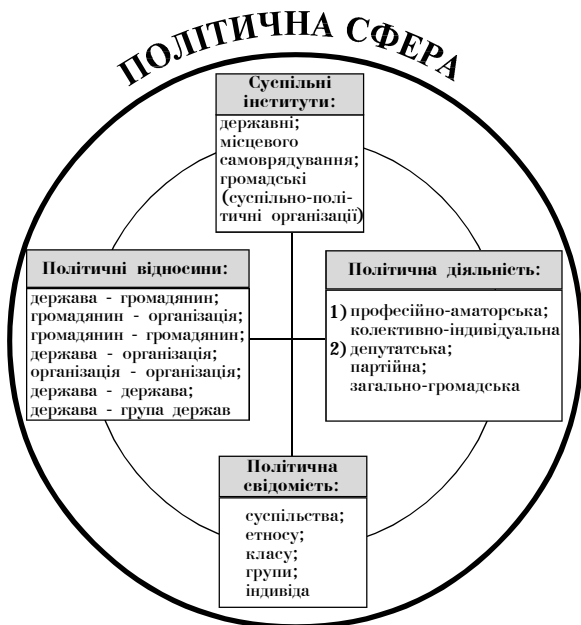 ПОЛІТИЧНА СФЕРА
Суспільні
інститути:
державні;
місцевого
самоврядування;
громадські
(суспільно-полі-
тичні організації)
Політичні відносини:
держава - громадянин;
громадянин - організація;
громадянин - громадянин;
держава - організація;
організація - організація;
держава - держава;
держава - група держав
Політична діяльність:
1) професійно-аматорська;
колективно-індивідуальна
2) депутатська;
партійна;
загально-громадська
Політична
свідомість:
суспільства;
етносу;
класу;
групи;
індивіда